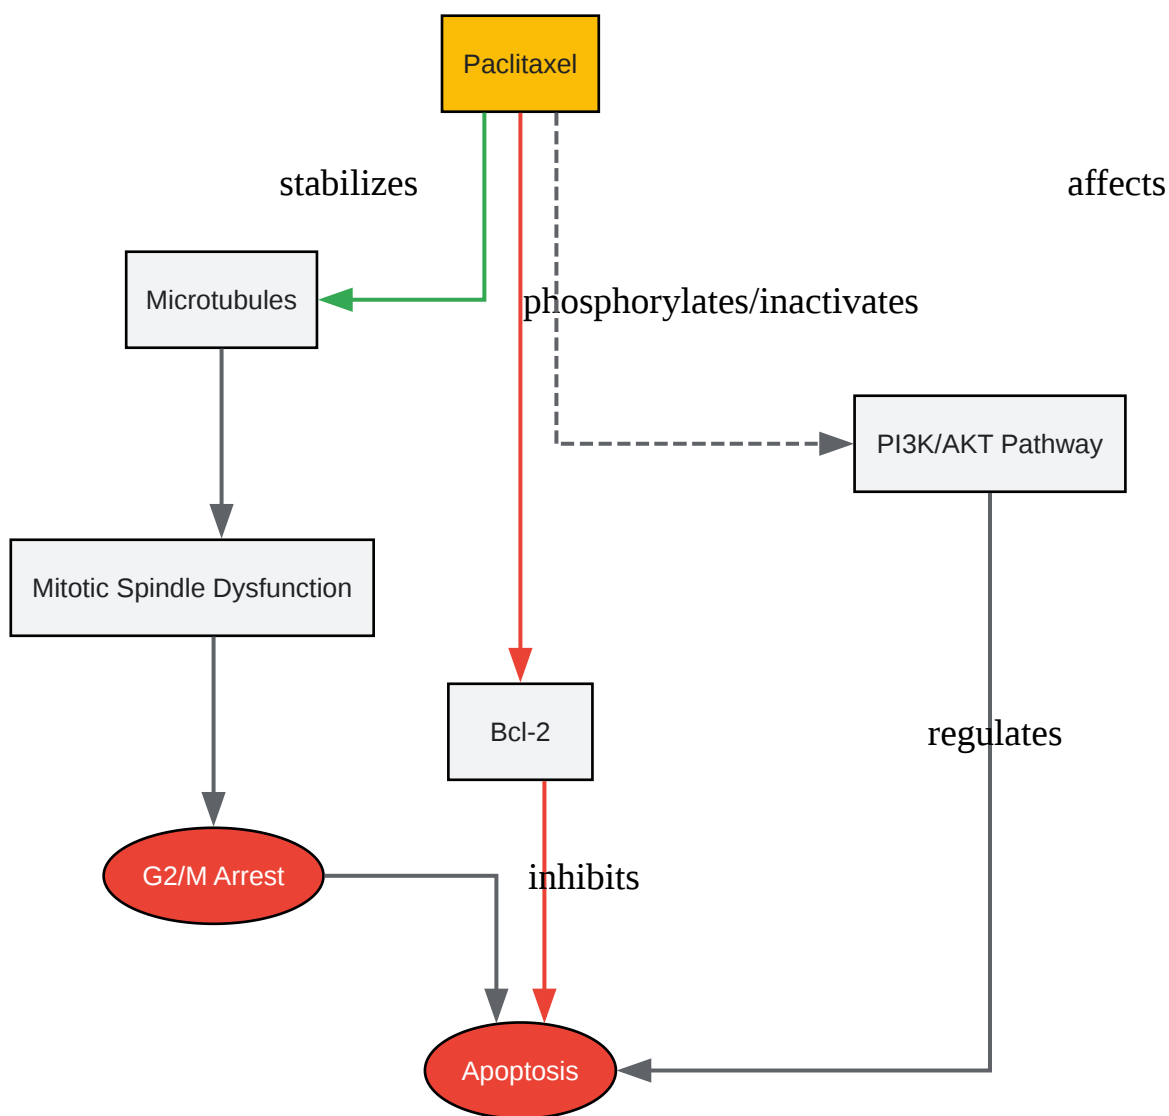 Paclitaxel
stabilizes
affects
Microtubules
phosphorylates/inactivates
PI3K/AKT Pathway
Mitotic Spindle Dysfunction
Bcl-2
regulates
G2/M Arrest
inhibits
Apoptosis